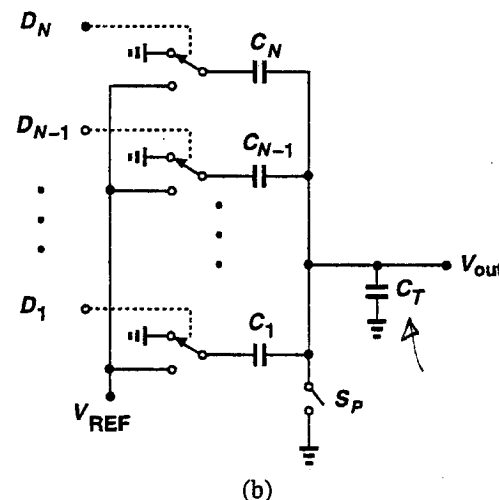 D_N
C_N
D_{N-1}
C_{N-1}
V_out
C_T
D_1
C_1
S_P
V_REF
(b)